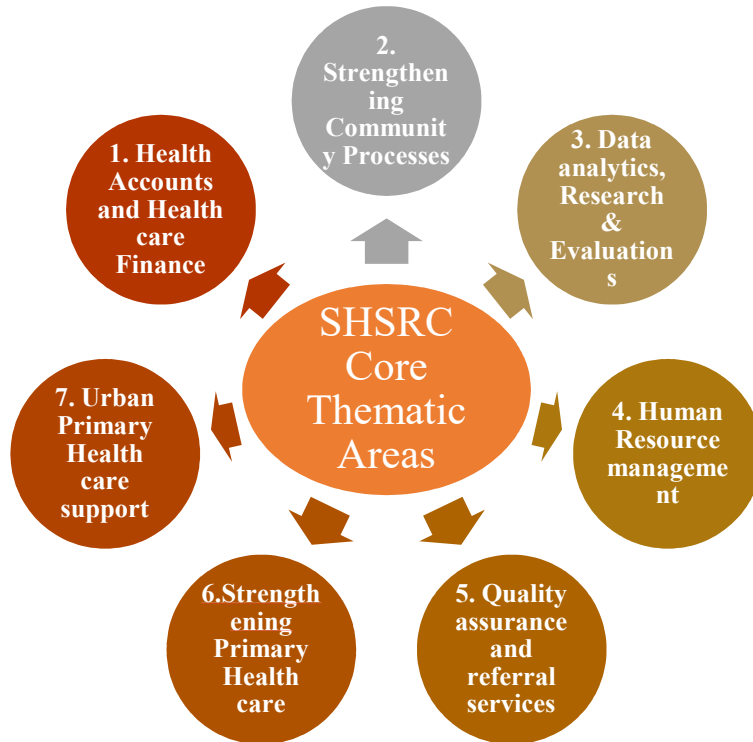 2.
Strengthen
ing
Communit
y Processes
1. Health
Accounts
and Health
care
Finance
3. Data
analytics,
Research
&
Evaluation
s
SHSRC
Core
Thematic
Areas
7. Urban
Primary
Health
care
support
4. Human
Resource
manageme
nt
6.Strength
ening
Primary
Health
care
5. Quality
assurance
and
referral
services